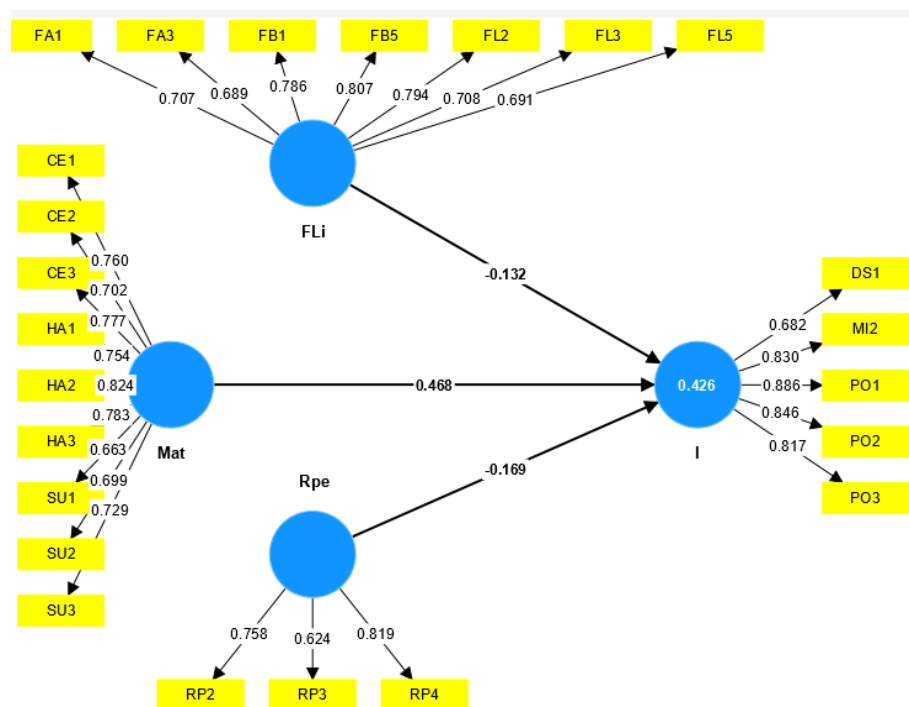 FA1 FA3 FB1 FB5 FL2 FL3 FL5
0.707 0.689 0.786 0.807 0.794 0.708 0.691
FLi
CE1
CE2
CE3
HA1
HA2
HA3
SU1
SU2
SU3
0.760
0.702
0.777
0.754
0.824
0.783
0.663
0.699
0.729
Mat
-0.132
0.468
-0.169
Rpe
0.758 0.624 0.819
RP2 RP3 RP4
0.426
I
0.682
0.830
0.886
0.846
0.817
DS1
MI2
PO1
PO2
PO3